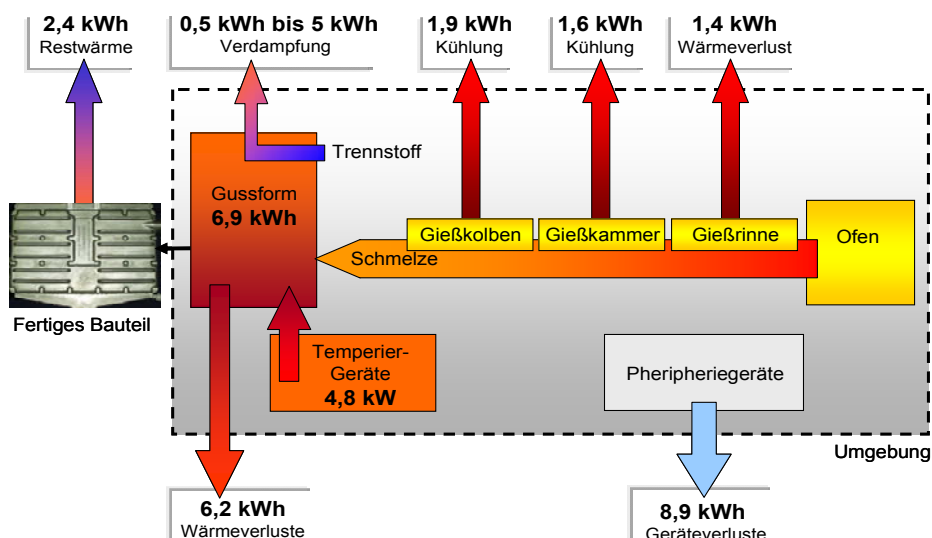 2,4 kWh
Restwärme
0,5 kWh bis 5 kWh
Verdampfung
1,9 kWh
Kühlung
1,6 kWh
Kühlung
1,4 kWh
Wärmeverlust
Trennstoff
Gussform
6,9 kWh
Gießkolben
Gießkammer
Gießrinne
Ofen
Schmelze
Fertiges Bauteil
Temperier-
Geräte
4,8 kW
Pheripheriegeräte
Umgebung
6,2 kWh
Wärmeverluste
8,9 kWh
Geräteverluste